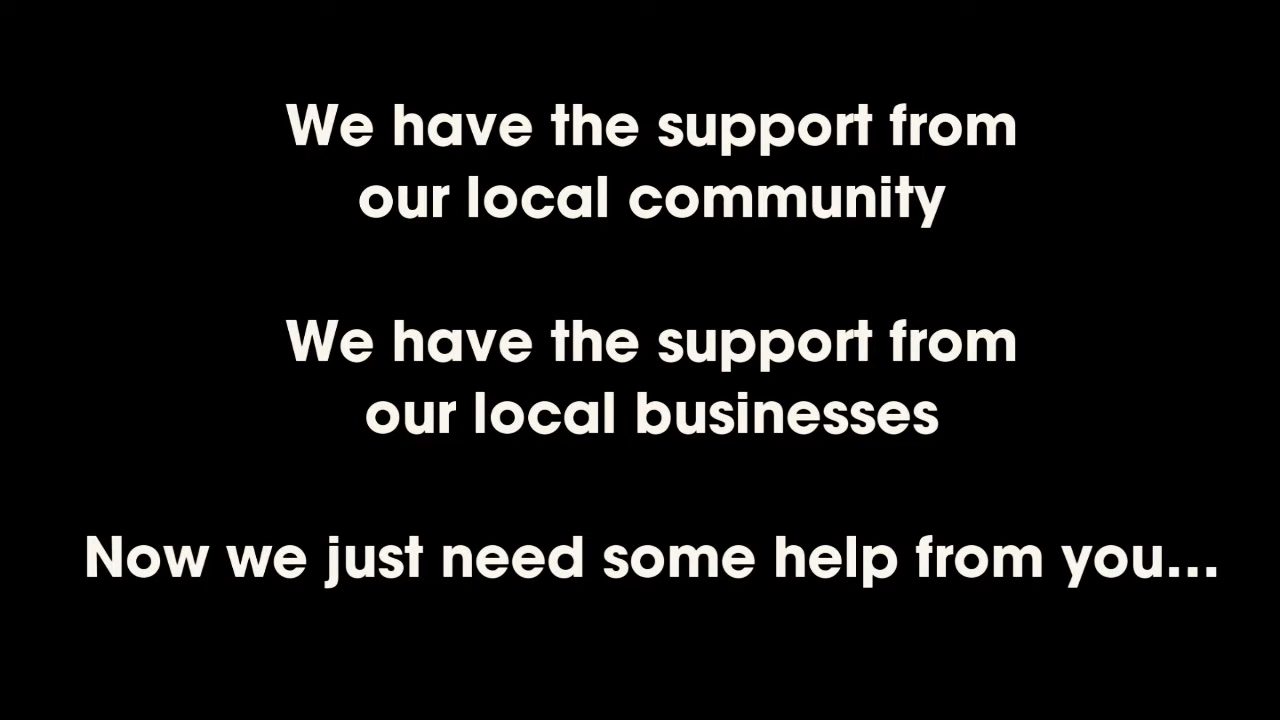 We have the support from
our local community
We have the support from
our local businesses
Now we just need some help from you...